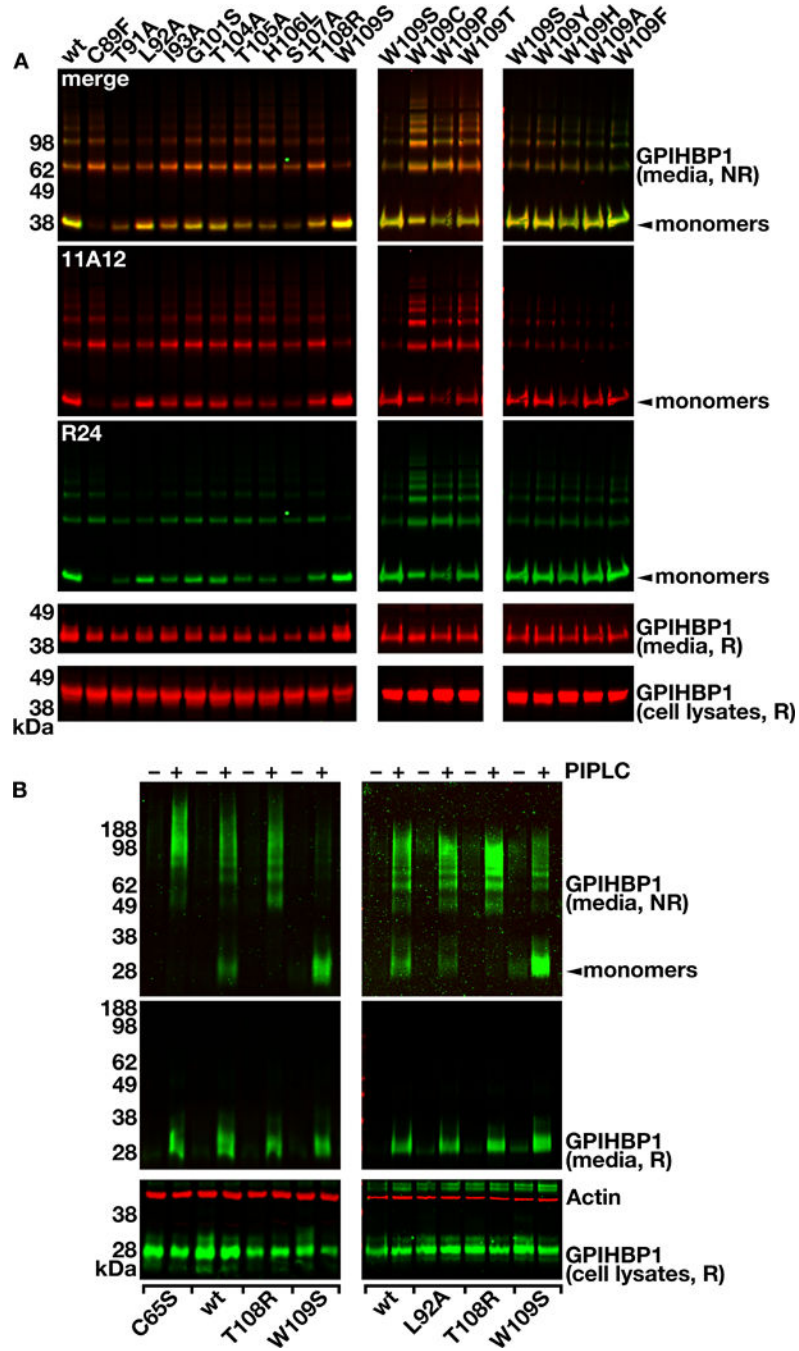 A
wt C89F T91A L92A I93A G101S T104A T105A H106L S107A T108R W109S W109S W109C W109P W109T W109S W109Y W109H W109A W109F
merge
98
62
49
38
GPIHBP1
(media, NR)
monomers
11A12
monomers
R24
monomers
49
38
GPIHBP1
(media, R)
49
38
kDa
GPIHBP1
(cell lysates, R)
B
– + – + – + – + – + – + – + – + PIPLC
188
98
62
49
38
28
GPIHBP1
(media, NR)
monomers
188
98
62
49
38
28
GPIHBP1
(media, R)
38
28
kDa
Actin
GPIHBP1
(cell lysates, R)
C65S wt T108R W109S wt L92A T108R W109S